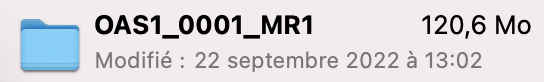 OAS1_0001_MR1 120,6 Mo
Modifié : 22 septembre 2022 à 13:02